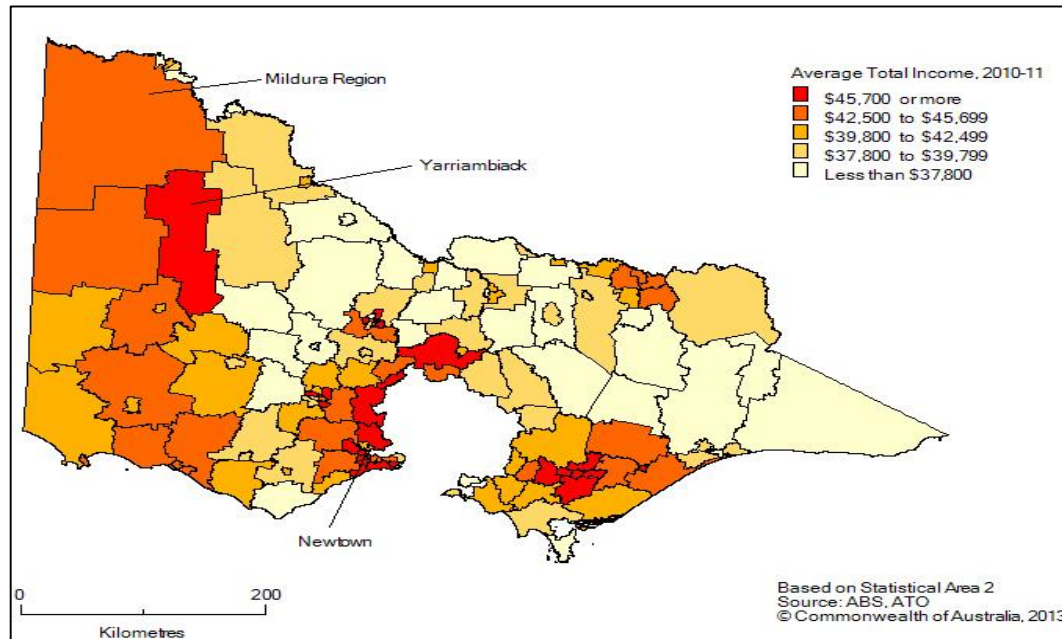 Mildura Region
Yarriambiack
Newtown
Average Total Income, 2010-11
$45,700 or more
$42,500 to $45,699
$39,800 to $42,499
$37,800 to $39,799
Less than $37,800
0 200
Kilometres
Based on Statistical Area 2
Source: ABS, ATO
© Commonwealth of Australia, 2013